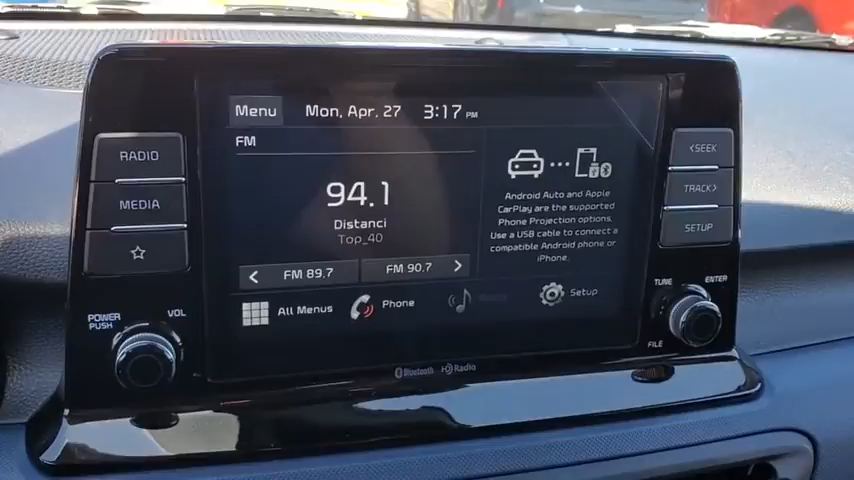 Menu Mon, Apr. 27 3:17 PM
FM
94.1
Distanci
Top_40
FM 89.7 FM 90.7
Android Auto and Apple
CarPlay are the supported
Phone Projection options.
Use a USB cable to connect a
compatible Android phone or
iPhone.
All Menus Phone Setup
RADIO
MEDIA
POWER
PUSH
VOL
<SEEK
TRACK>
SETUP
TUNE
ENTER
FILE
Bluetooth HD Radio